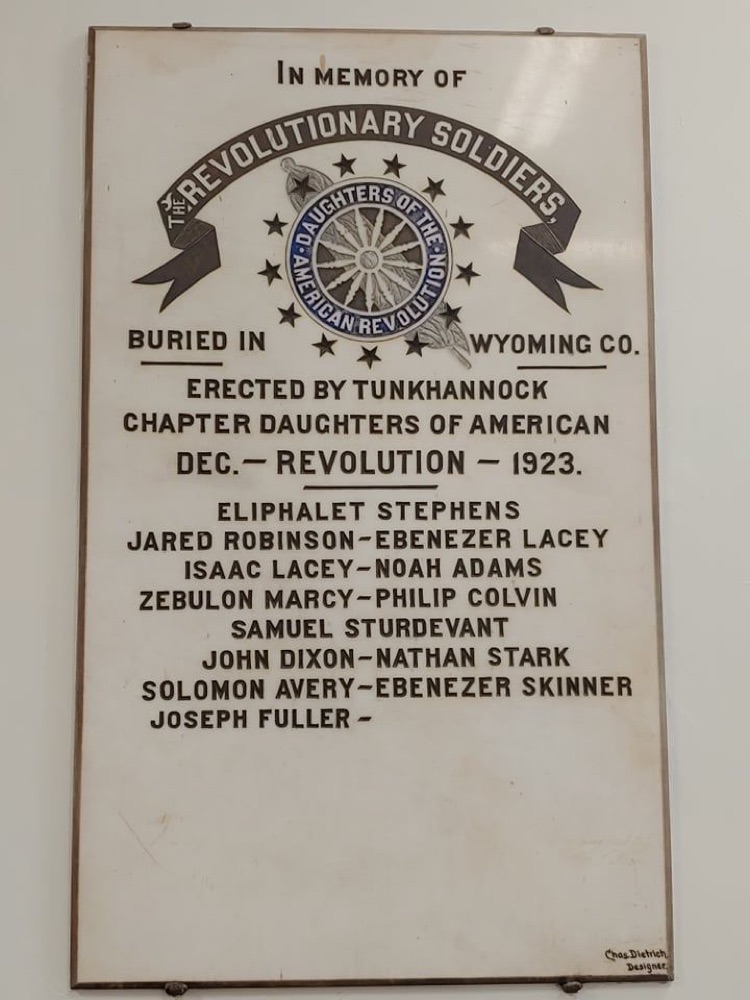 IN MEMORY OF
THE REVOLUTIONARY SOLDIERS,
DAUGHTERS OF THE
AMERICAN REVOLUTION
BURIED IN WYOMING CO.
ERECTED BY TUNKHANNOCK
CHAPTER DAUGHTERS OF AMERICAN
DEC.— REVOLUTION — 1923.
ELIPHALET STEPHENS
JARED ROBINSON–EBENEZER LACEY
ISAAC LACEY–NOAH ADAMS
ZEBULON MARCY–PHILIP COLVIN
SAMUEL STURDEVANT
JOHN DIXON–NATHAN STARK
SOLOMON AVERY–EBENEZER SKINNER
JOSEPH FULLER –
Chas. Dietrich
Designer.